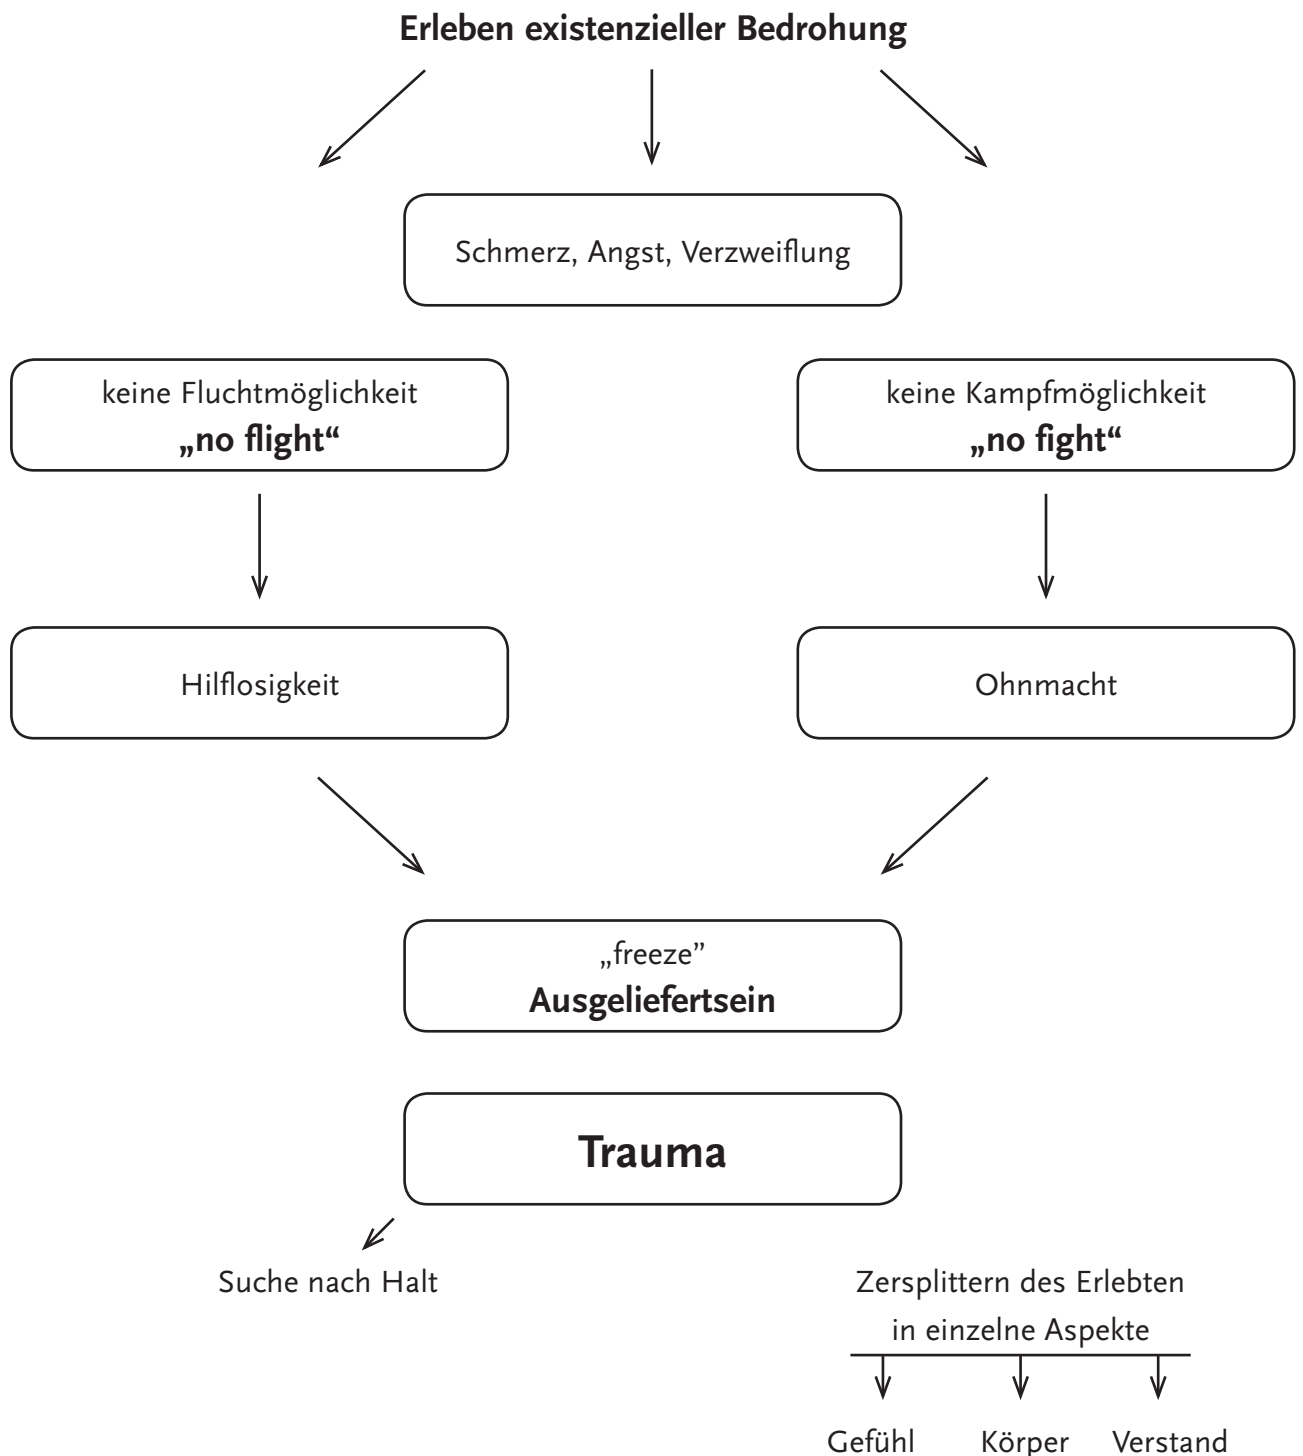 Erleben existenzieller Bedrohung
Schmerz, Angst, Verzweiflung
keine Fluchtmöglichkeit
„no flight“
keine Kampfmöglichkeit
„no fight“
Hilflosigkeit
Ohnmacht
„freeze”
Ausgeliefertsein
Trauma
Suche nach Halt
Zersplittern des Erlebten
in einzelne Aspekte
Gefühl
Körper
Verstand